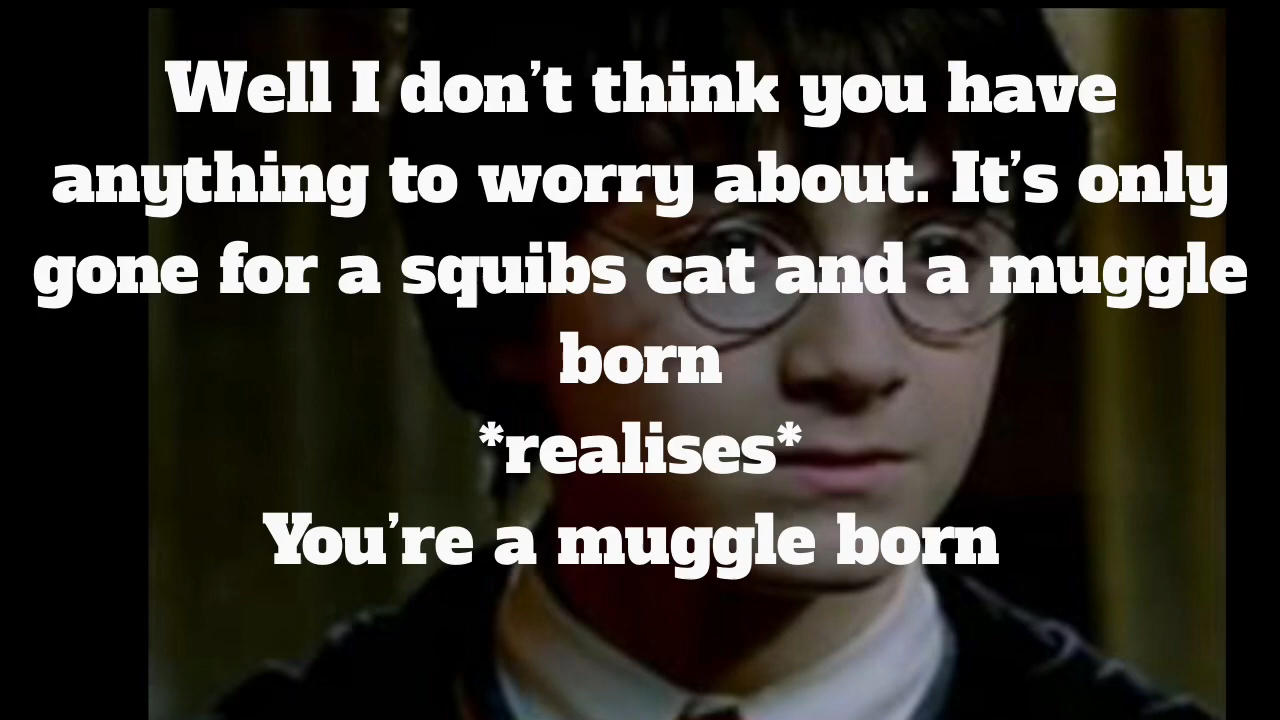 Well I don't think you have
anything to worry about. It's only
gone for a squibs cat and a muggle
born
*realises*
You're a muggle born